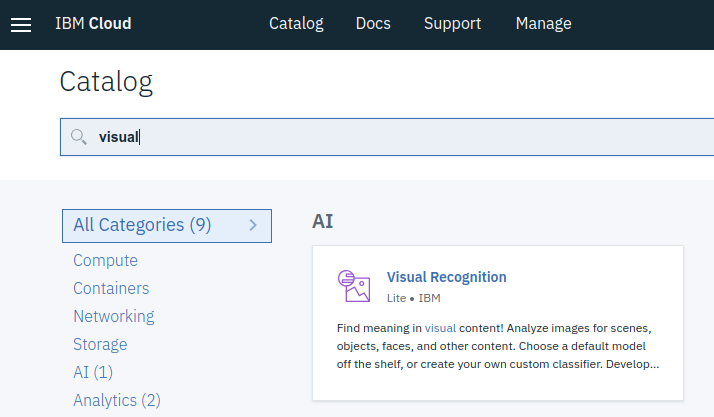 IBM Cloud Catalog Docs Support Manage
Catalog
visual
All Categories (9)
Compute
Containers
Networking
Storage
AI (1)
Analytics (2)
AI
Visual Recognition
Lite • IBM
Find meaning in visual content! Analyze images for scenes,
objects, faces, and other content. Choose a default model
off the shelf, or create your own custom classifier. Develop...